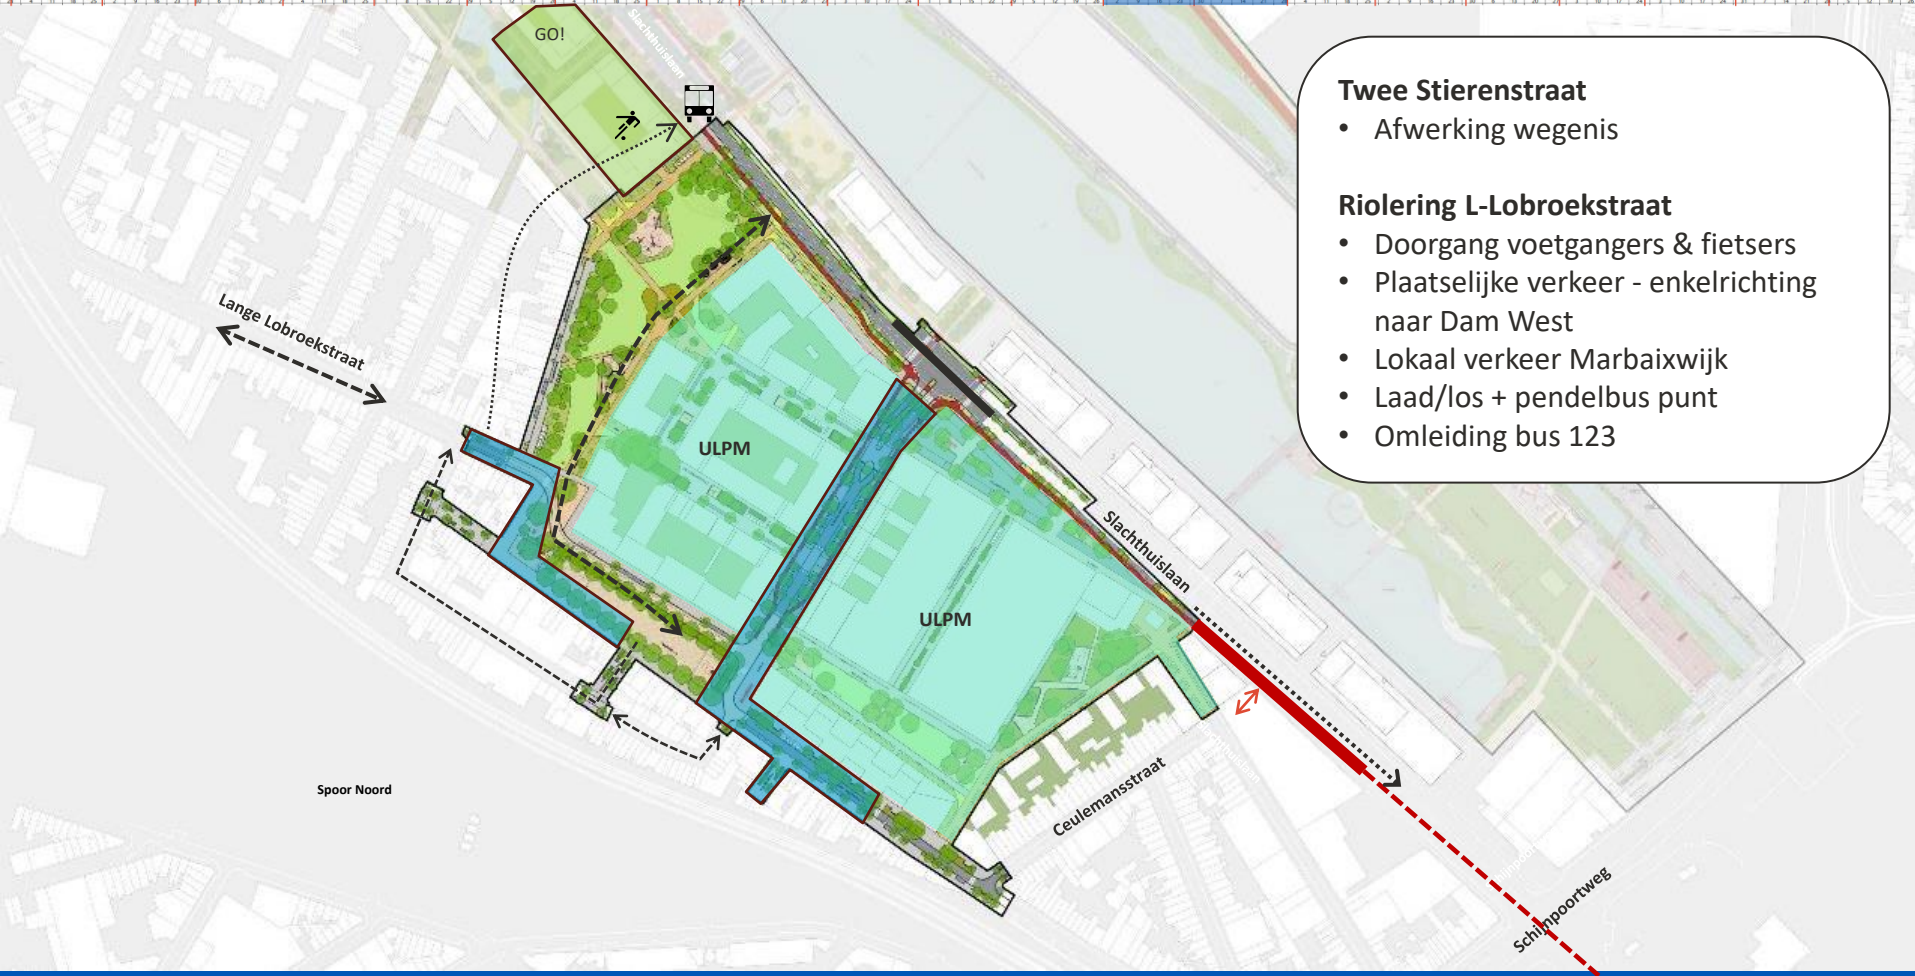 GO!
Slachthuislaan
Twee Stierenstraat
• Afwerking wegenis
Riolering L-Lobroekstraat
• Doorgang voetgangers & fietsers
• Plaatselijke verkeer - enkelrichting
naar Dam West
• Lokaal verkeer Marbaixwijk
• Laad/los + pendelbus punt
• Omleiding bus 123
Lange Lobroekstraat
ULPM
Slachthuislaan
ULPM
Spoor Noord
Ceulemansstraat
Schijnpoortweg